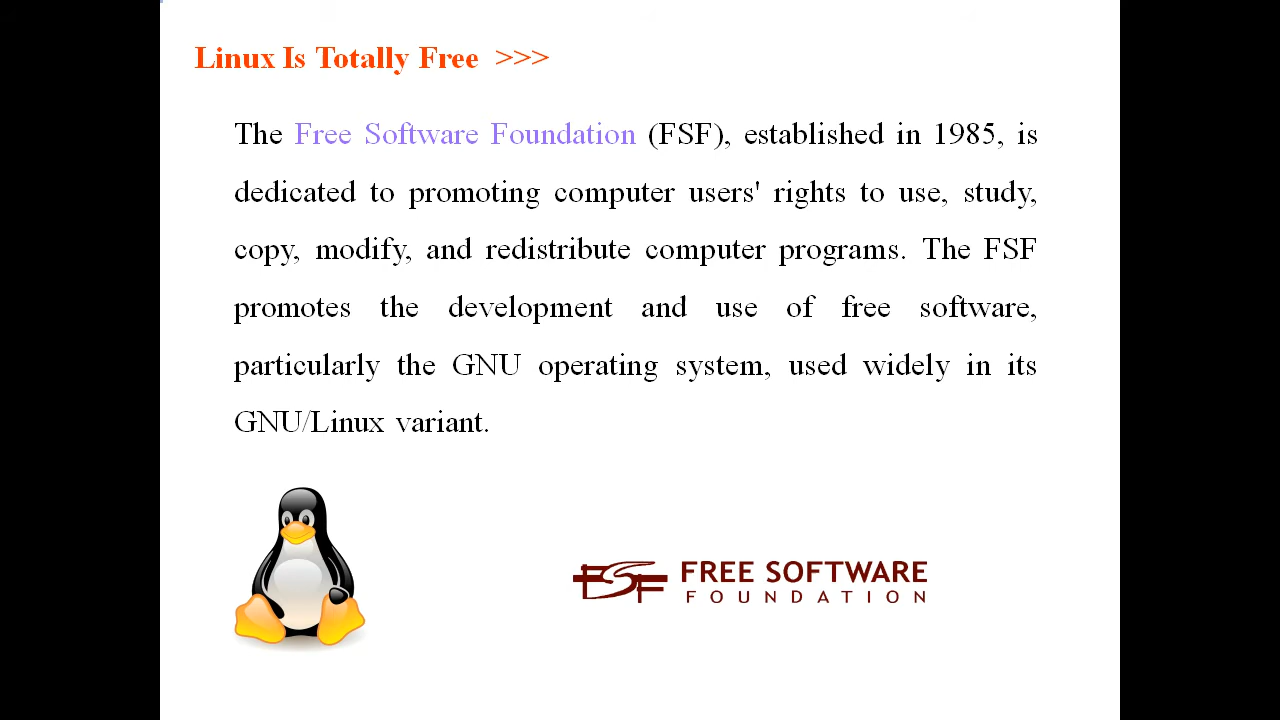 Linux Is Totally Free >>>
The Free Software Foundation (FSF), established in 1985, is
dedicated to promoting computer users' rights to use, study,
copy, modify, and redistribute computer programs. The FSF
promotes the development and use of free software,
particularly the GNU operating system, used widely in its
GNU/Linux variant.
FSF FREE SOFTWARE
FOUNDATION